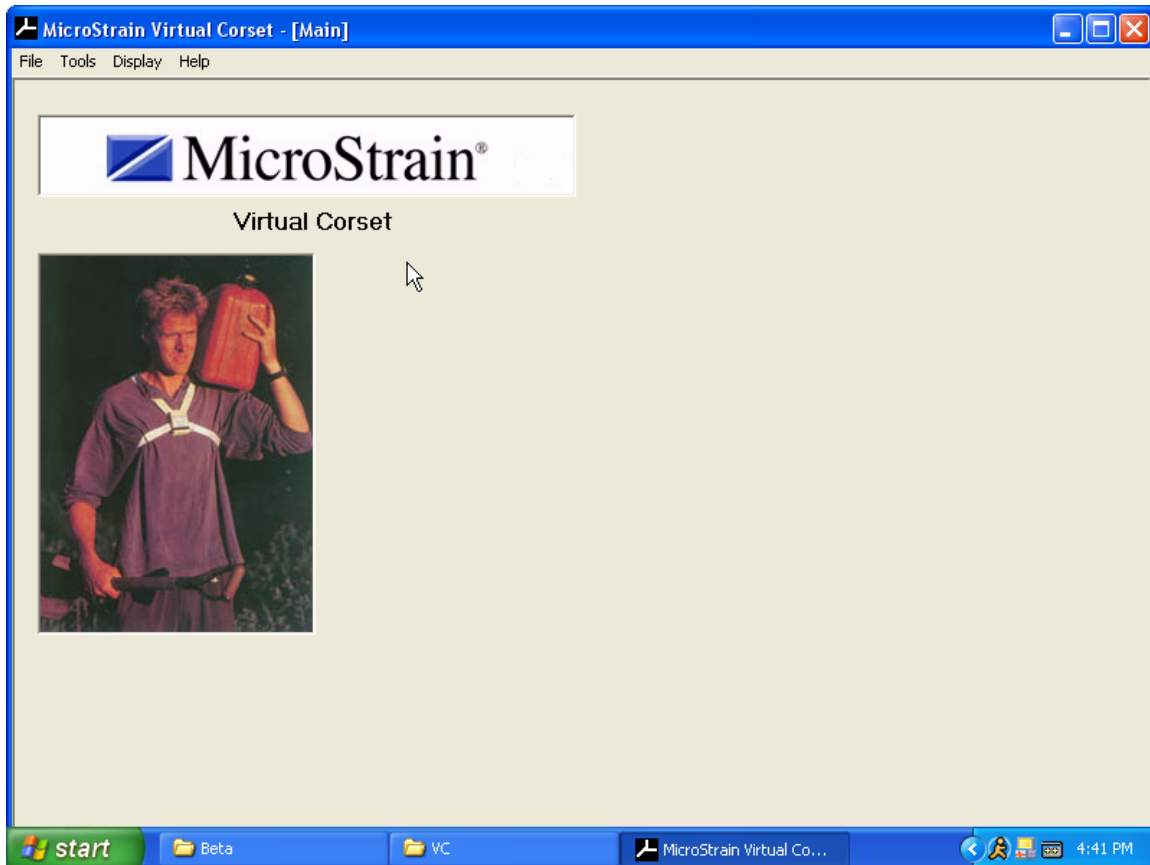 MicroStrain Virtual Corset - [Main]
File Tools Display Help
MicroStrain®
Virtual Corset
start
Beta
VC
MicroStrain Virtual Co...
4:41 PM